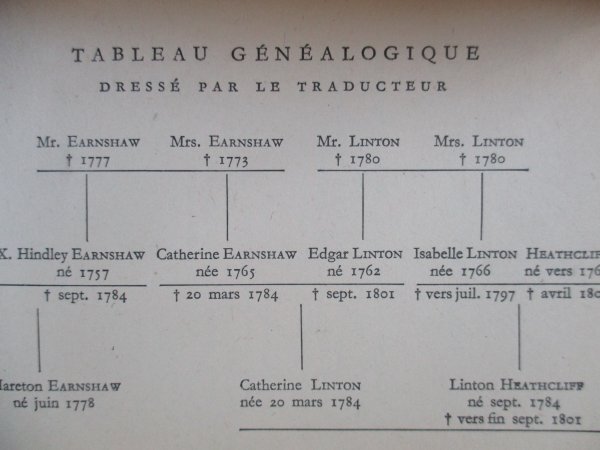 TABLEAU GÉNÉALOGIQUE
DRESSÉ PAR LE TRADUCTEUR
Mr. EARNSHAW Mrs. EARNSHAW Mr. LINTON Mrs. LINTON
† 1777 † 1773 † 1780 † 1780
X. Hindley EARNSHAW Catherine EARNSHAW Edgar LINTON Isabelle LINTON
né 1757 née 1765 né 1762 née 1766 né vers
† sept. 1784 † 20 mars 1784 † sept. 1801 † vers juil. 1797 † avril
EARNSHAW Catherine LINTON Linton HEATHCLIFF
né juin 1778 née 20 mars 1784 né sept. 1784
† vers fin sept. 1801